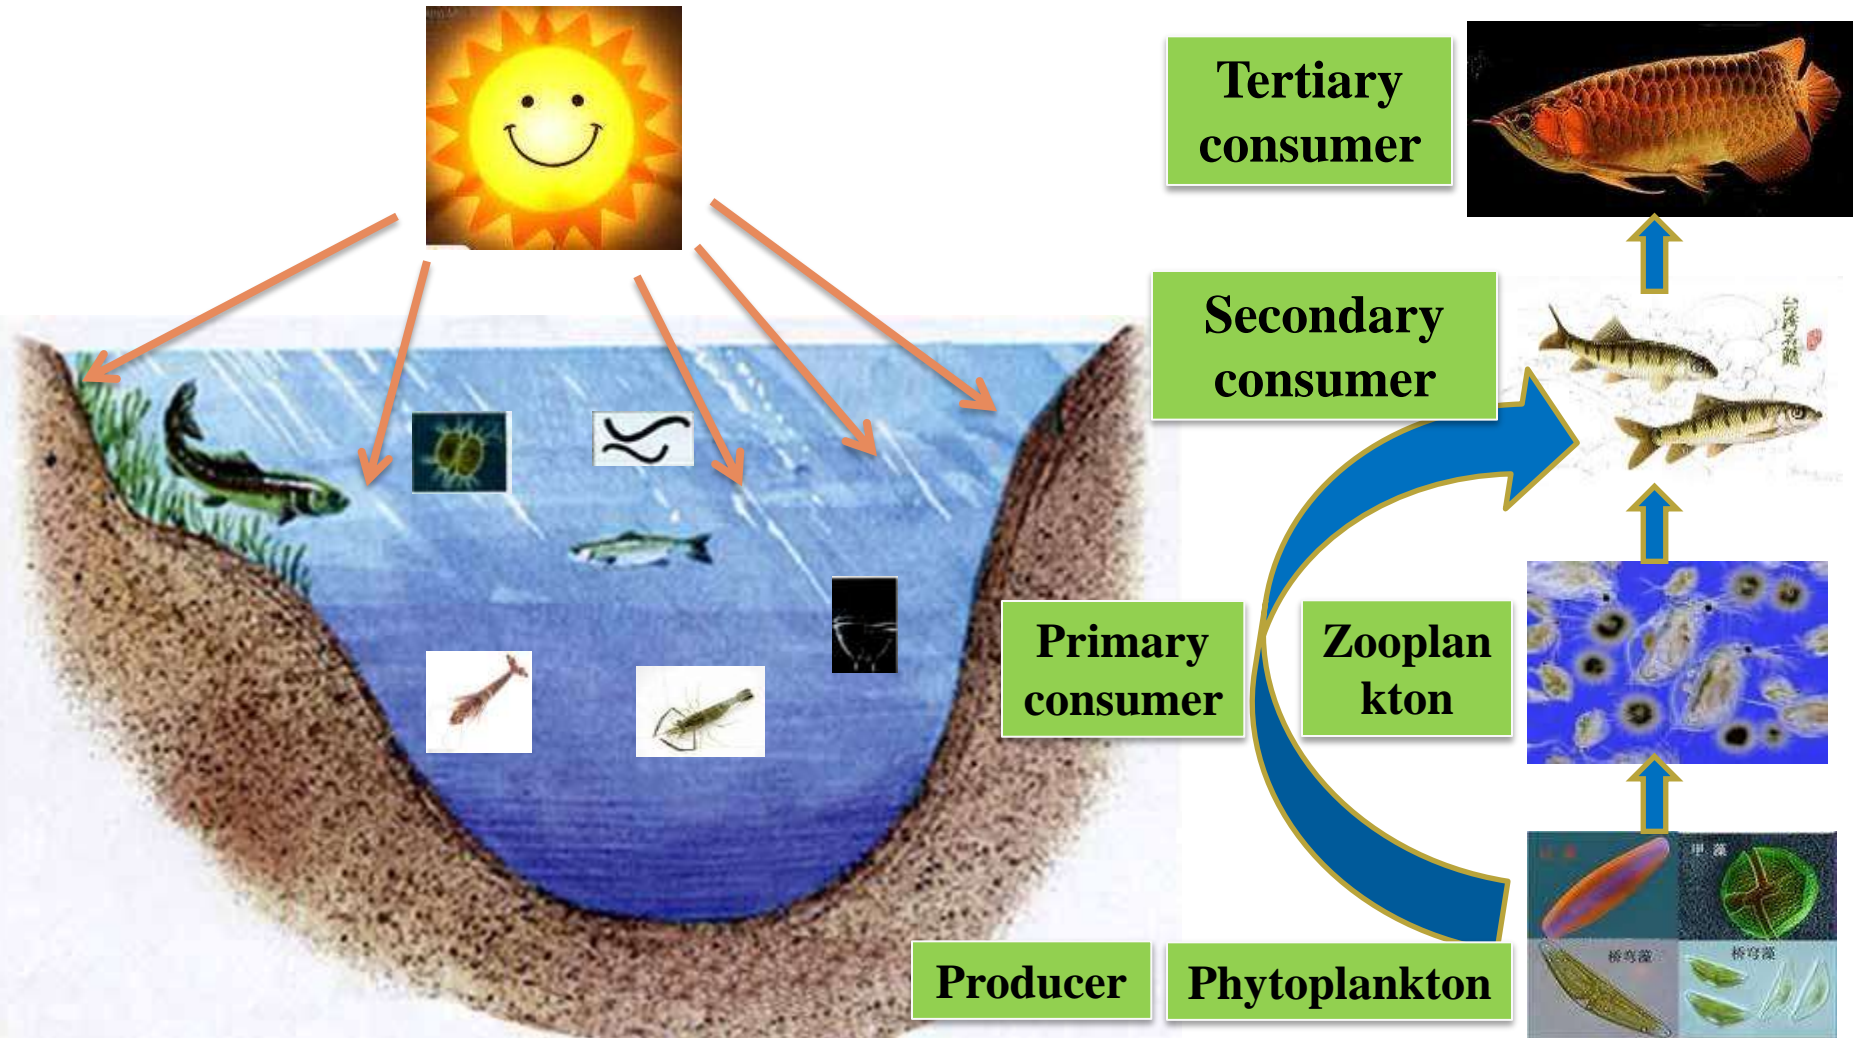 Tertiary
consumer
Secondary
consumer
Primary
consumer
Zooplan
kton
甲 藻
桥弯藻
桥弯藻
Producer
Phytoplankton